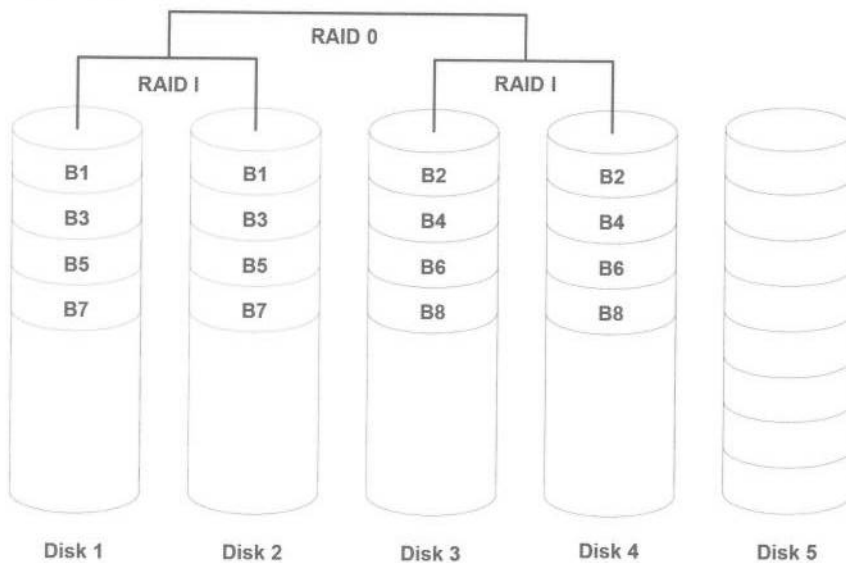 RAID 0
RAID I RAID I
B1 B1 B2 B2
B3 B3 B4 B4
B5 B5 B6 B6
B7 B7 B8 B8
Disk 1 Disk 2 Disk 3 Disk 4 Disk 5